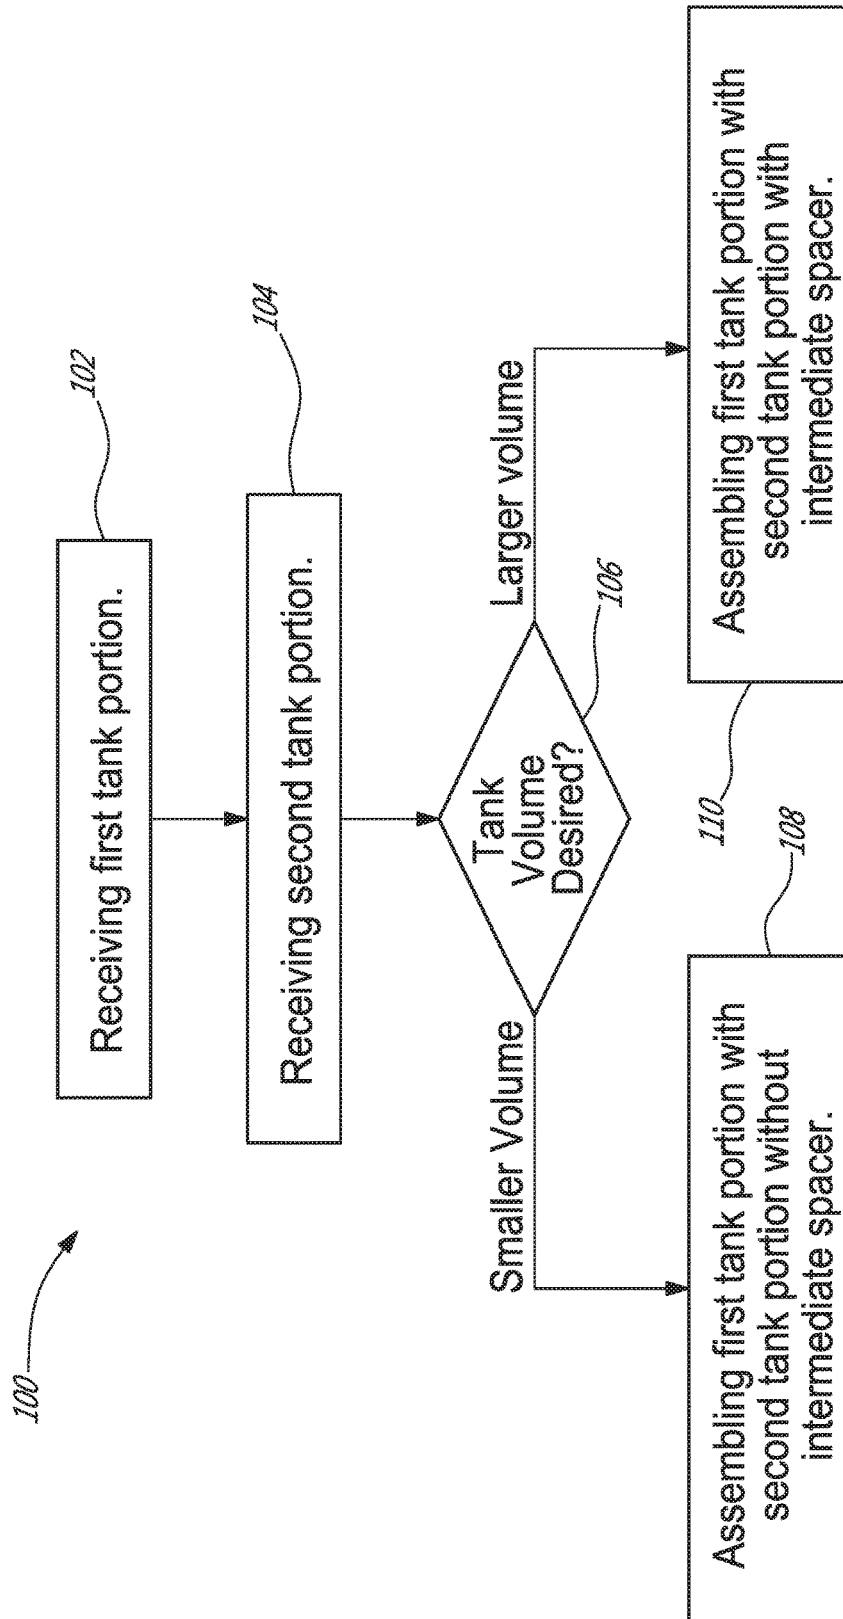 100
Receiving first tank portion.
102
Receiving second tank portion.
104
Tank
Volume
Desired?
106
Smaller Volume
Larger volume
Assembling first tank portion with
second tank portion without
intermediate spacer.
108
110
Assembling first tank portion with
second tank portion with
intermediate spacer.